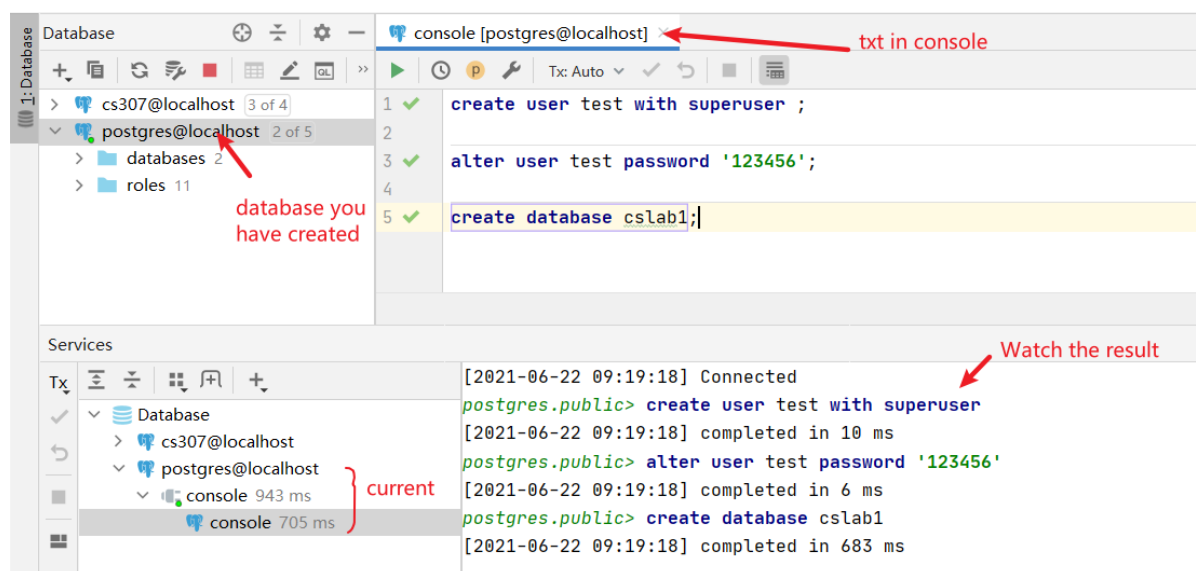 1: Database
Database
console [postgres@localhost]
txt in console
QL
P
Tx: Auto
cs307@localhost 3 of 4
postgres@localhost 2 of 5
databases 2
roles 11
database you
have created
1 create user test with superuser ;
2
3 alter user test password '123456';
4
5 create database cslab1;
Services
Watch the result
Tx
Database
cs307@localhost
postgres@localhost
console 943 ms
console 705 ms
current
[2021-06-22 09:19:18] Connected
postgres.public> create user test with superuser
[2021-06-22 09:19:18] completed in 10 ms
postgres.public> alter user test password '123456'
[2021-06-22 09:19:18] completed in 6 ms
postgres.public> create database cslab1
[2021-06-22 09:19:18] completed in 683 ms